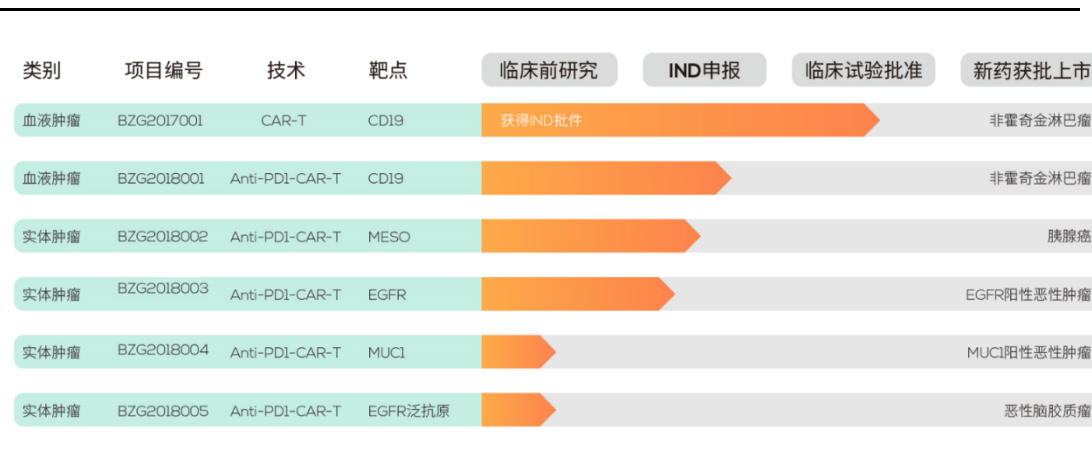 类别 项目编号 技术 靶点 临床前研究 IND申报 临床试验批准 新药获批上市
血液肿瘤 BZG2017001 CAR-T CD19 获得IND批件 非霍奇金淋巴瘤
血液肿瘤 BZG2018001 Anti-PD1-CAR-T CD19 非霍奇金淋巴瘤
实体肿瘤 BZG2018002 Anti-PD1-CAR-T MESO 胰腺癌
实体肿瘤 BZG2018003 Anti-PD1-CAR-T EGFR EGFR阳性恶性肿瘤
实体肿瘤 BZG2018004 Anti-PD1-CAR-T MUC1 MUC1阳性恶性肿瘤
实体肿瘤 BZG2018005 Anti-PD1-CAR-T EGFR泛抗原 恶性脑胶质瘤